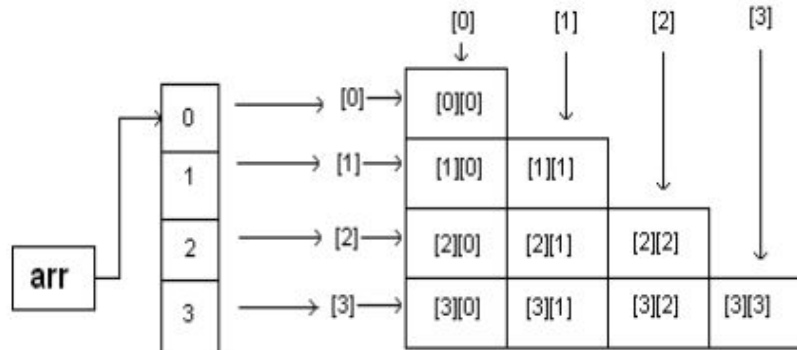 [0] [1] [2] [3]
0 [0] [0][0]
1 [1] [1][0] [1][1]
2 [2] [2][0] [2][1] [2][2]
arr
3 [3] [3][0] [3][1] [3][2] [3][3]